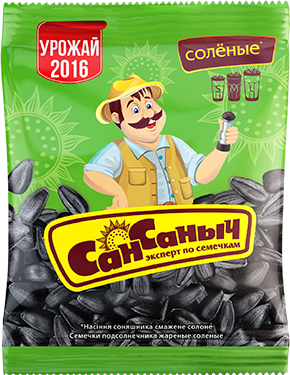 УРОЖАЙ
2016
солёные*
S M L
СанСаныч
эксперт по семечкам
*Насіння соняшника смажене солоне
Семечки подсолнечника жареные соленые